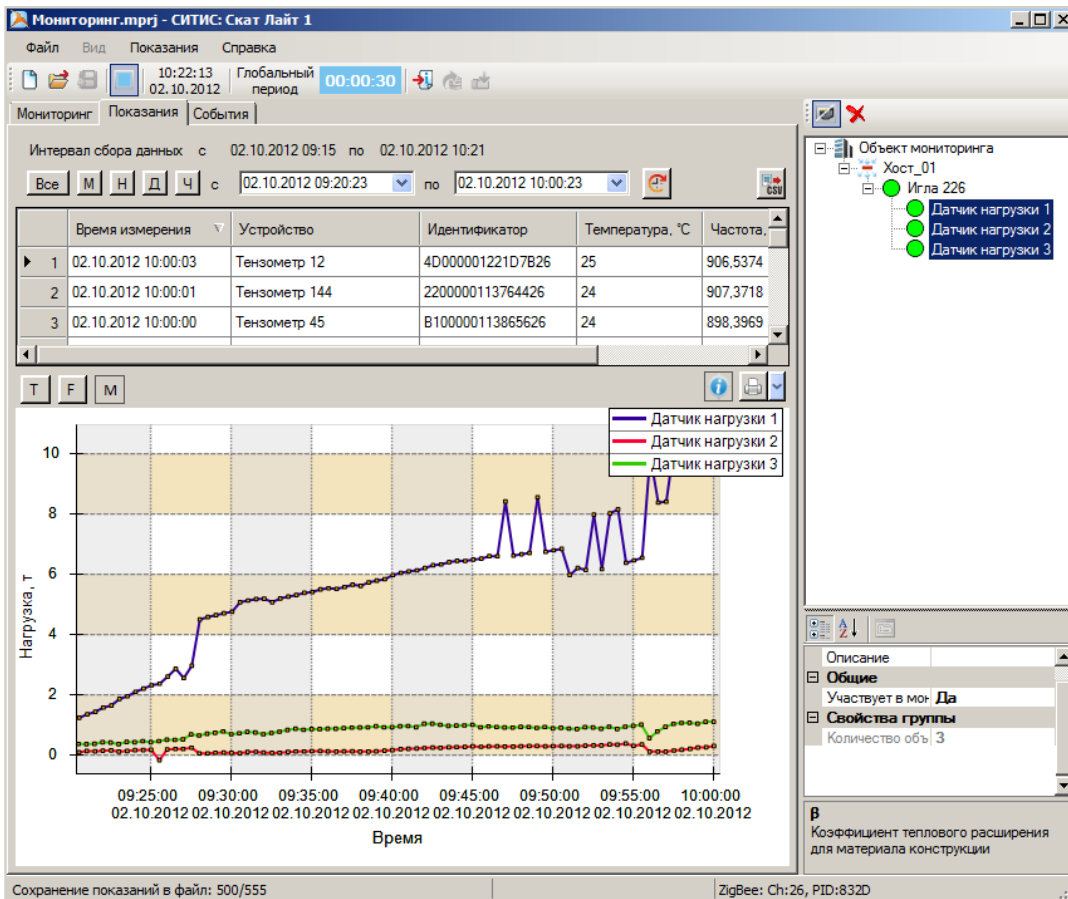 Мониторинг.mprj - СИТИС: Скат Лайт 1
Файл Вид Показания Справка
10:22:13
02.10.2012
Глобальный
период
00:00:30
Мониторинг Показания События
Интервал сбора данных с 02.10.2012 09:15 по 02.10.2012 10:21
Все М Н Д Ч с 02.10.2012 09:20:23 по 02.10.2012 10:00:23
CSV
Время измерения Устройство Идентификатор Температура, °C Частота,
1 02.10.2012 10:00:03 Тензометр 12 4D000001221D7B26 25 906,5374
2 02.10.2012 10:00:01 Тензометр 144 2200000113764426 24 907,3718
3 02.10.2012 10:00:00 Тензометр 45 B100000113865626 24 898,3969
T F M
Датчик нагрузки 1
Датчик нагрузки 2
Датчик нагрузки 3
Нагрузка, т
10
8
6
4
2
0
09:25:00 09:30:00 09:35:00 09:40:00 09:45:00 09:50:00 09:55:00 10:00:00
02.10.2012 02.10.2012 02.10.2012 02.10.2012 02.10.2012 02.10.2012 02.10.2012 02.10.2012
Время
Объект мониторинга
Хост_01
Игла 226
Датчик нагрузки 1
Датчик нагрузки 2
Датчик нагрузки 3
Описание
Общие
Участвует в мон Да
Свойства группы
Количество объ 3
β
Коэффициент теплового расширения
для материала конструкции
Сохранение показаний в файл: 500/555
ZigBee: Ch:26, PID:832D